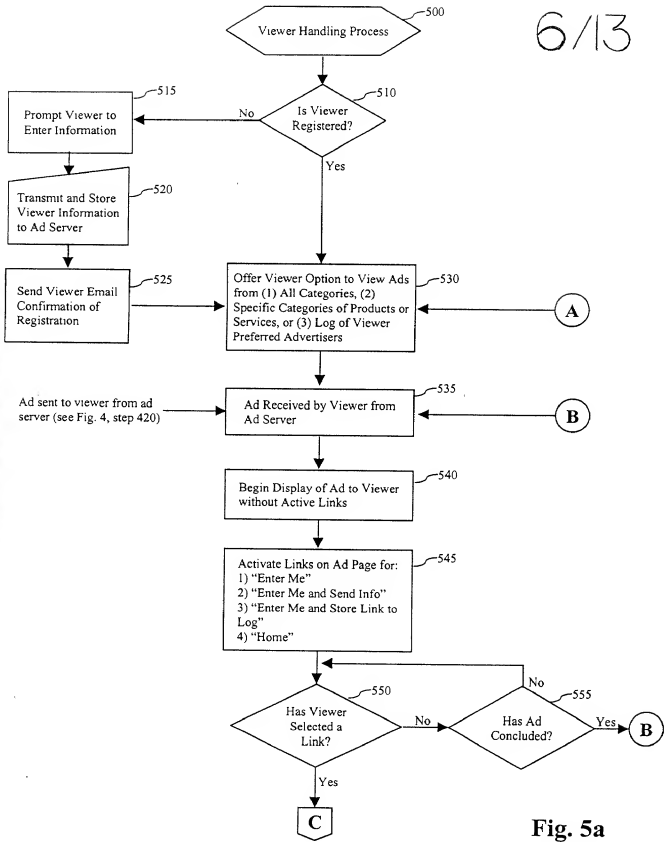 500
Viewer Handling Process
6/13
515
510
Prompt Viewer to
Enter Information
No
Is Viewer
Registered?
Yes
520
Transmit and Store
Viewer Information
to Ad Server
525
Send Viewer Email
Confirmation of
Registration
530
Offer Viewer Option to View Ads
from (1) All Categories, (2)
Specific Categories of Products or
Services, or (3) Log of Viewer
Preferred Advertisers
A
535
Ad sent to viewer from ad
server (see Fig. 4, step 420)
Ad Received by Viewer from
Ad Server
B
540
Begin Display of Ad to Viewer
without Active Links
545
Activate Links on Ad Page for:
1) “Enter Me”
2) “Enter Me and Send Info”
3) “Enter Me and Store Link to
Log”
4) “Home”
No
550
555
Has Viewer
Selected a
Link?
No
Has Ad
Concluded?
Yes
B
Yes
C
Fig. 5a